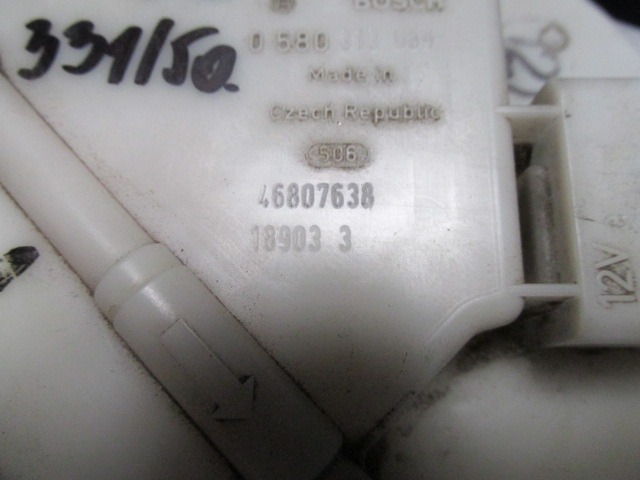 BOSCH
331/50.
0 580
Made in
Czech Republic
506
46807638
18903 3
12V